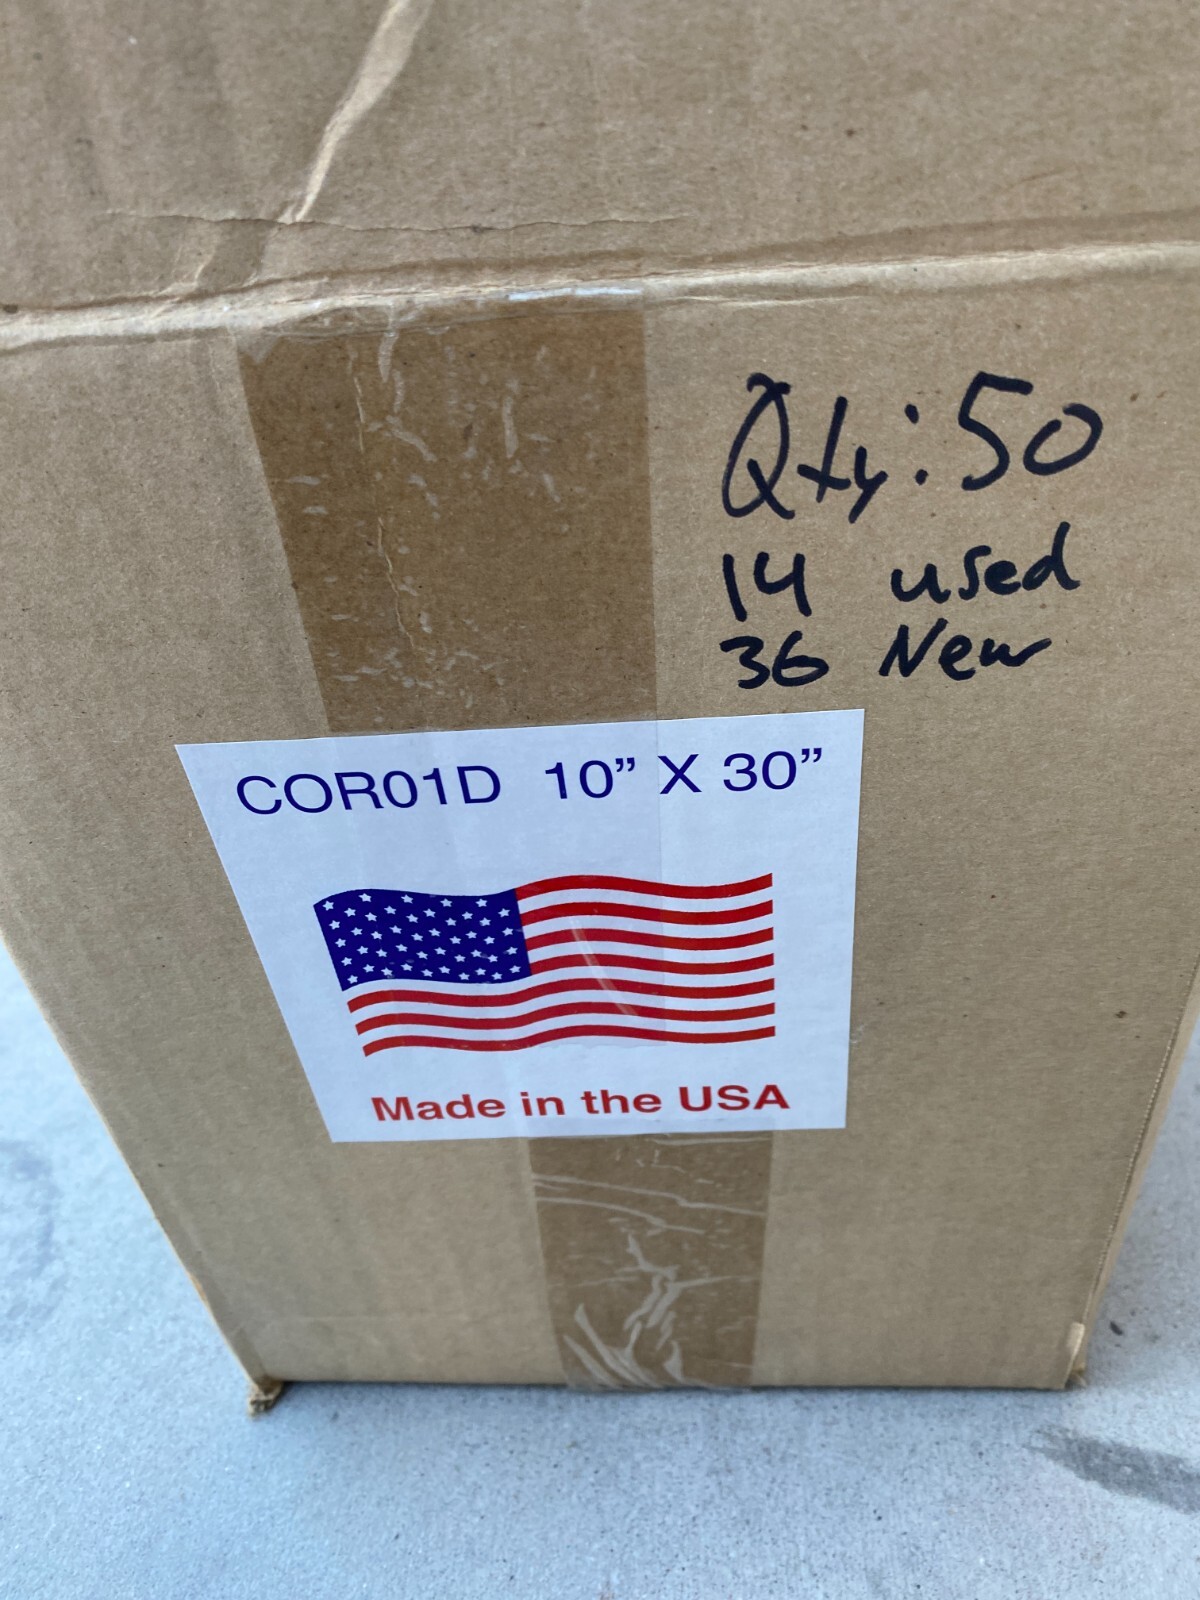 Qty: 50
14 used
36 New
COR01D 10” X 30”
Made in the USA